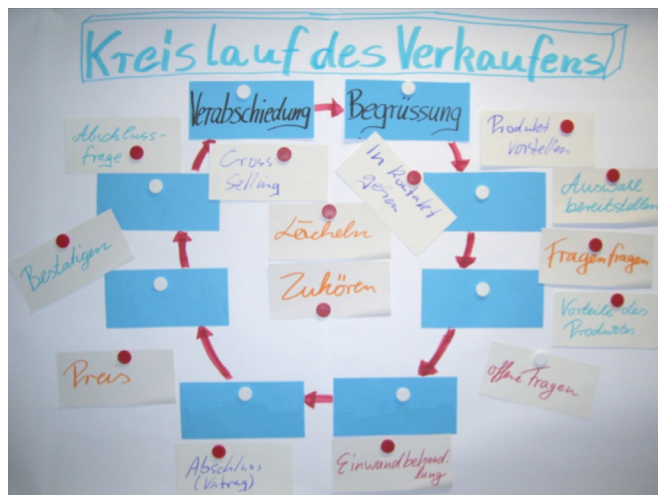 Kreislauf des Verkaufens
Verabschiedung
Begrüssung
Abschluss-
frage
Cross
Selling
In Kontakt
gehen
Produkt
vorstellen
Auswahl
bereitstellen
Bestätigen
Lächeln
Fragen fragen
Zuhören
Vorteile des
Produktes
Preis
offene Fragen
Abschluss
(Vertrag)
Einwandbehand-
lung